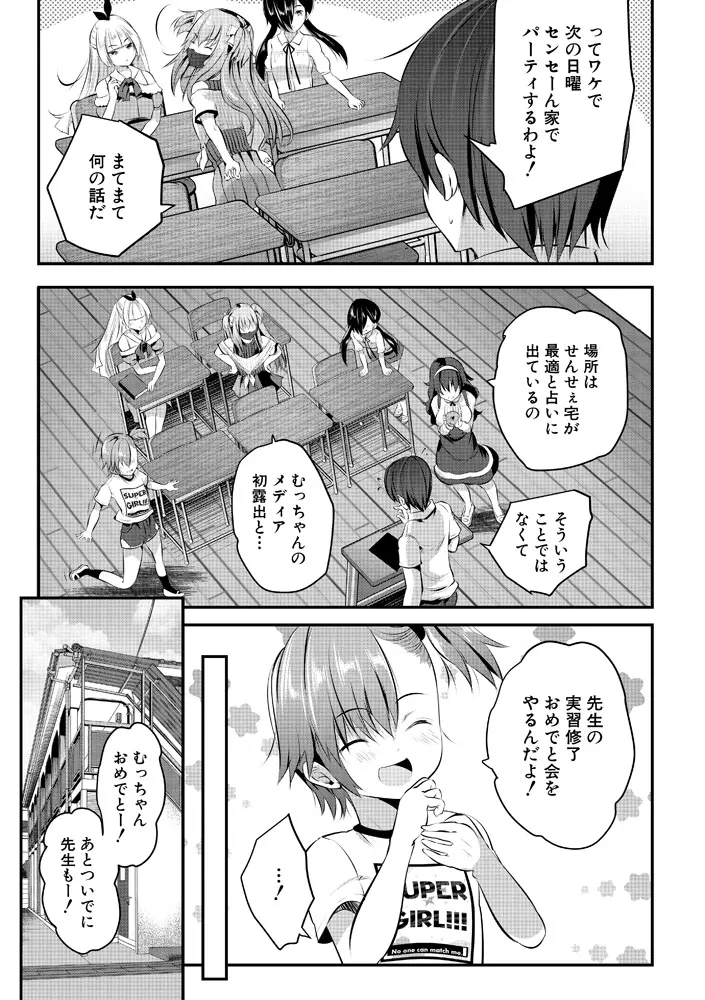 ってワケで
次の日曜
センセーん家で
パーティするわよ！
まてまて
何の話だ
場所は
せんせぇ宅が
最適と占いに
出ているの
そういう
ことでは
なくて
むっちゃんの
メディア
初露出と…
SUPER
GIRL!!!
先生の
実習修了
おめでと会を
やるんだよ！
…！
SUPER
GIRL!!!
No one can match me.
むっちゃん
おめでとー！
あとついでに
先生もー！